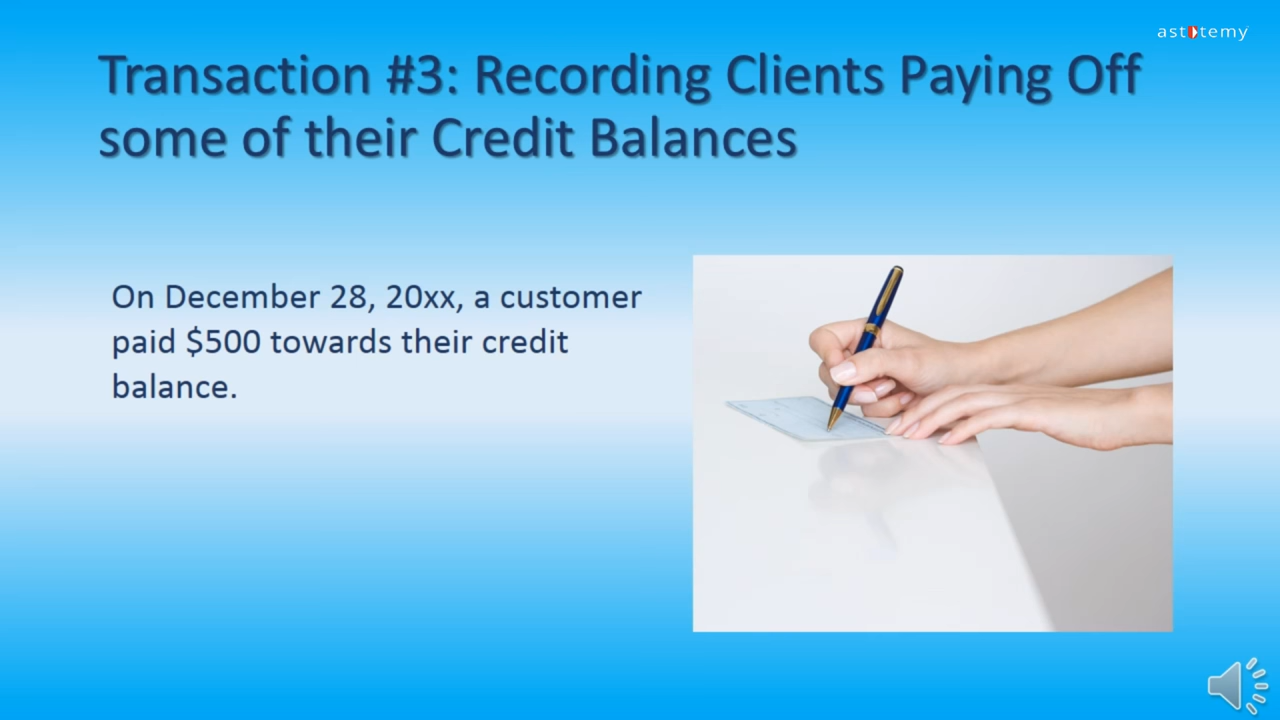 astutemy
Transaction #3: Recording Clients Paying Off
some of their Credit Balances
On December 28, 20xx, a customer
paid $500 towards their credit
balance.